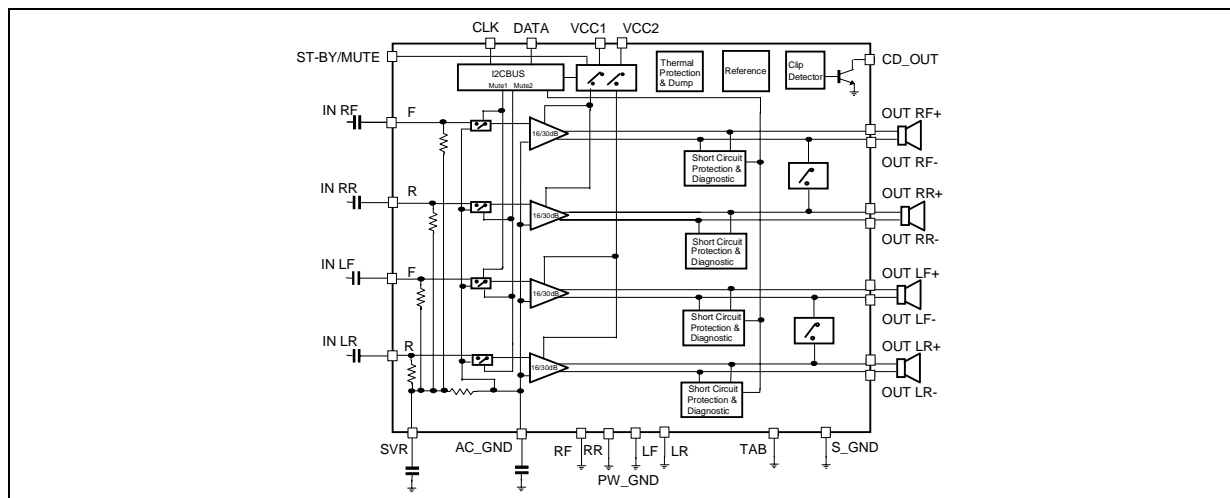 CLK DATA VCC1 VCC2
ST-BY/MUTE
I2CBUS
Mute1 Mute2
Thermal
Protection
& Dump
Reference
Clip
Detector
CD_OUT
IN RF
F
16/30dB
Short Circuit
Protection &
Diagnostic
OUT RF+
OUT RF-
IN RR
R
16/30dB
Short Circuit
Protection &
Diagnostic
OUT RR+
OUT RR-
IN LF
F
16/30dB
Short Circuit
Protection &
Diagnostic
OUT LF+
OUT LF-
IN LR
R
16/30dB
Short Circuit
Protection &
Diagnostic
OUT LR+
OUT LR-
SVR AC_GND RF RR LF LR TAB S_GND
PW_GND